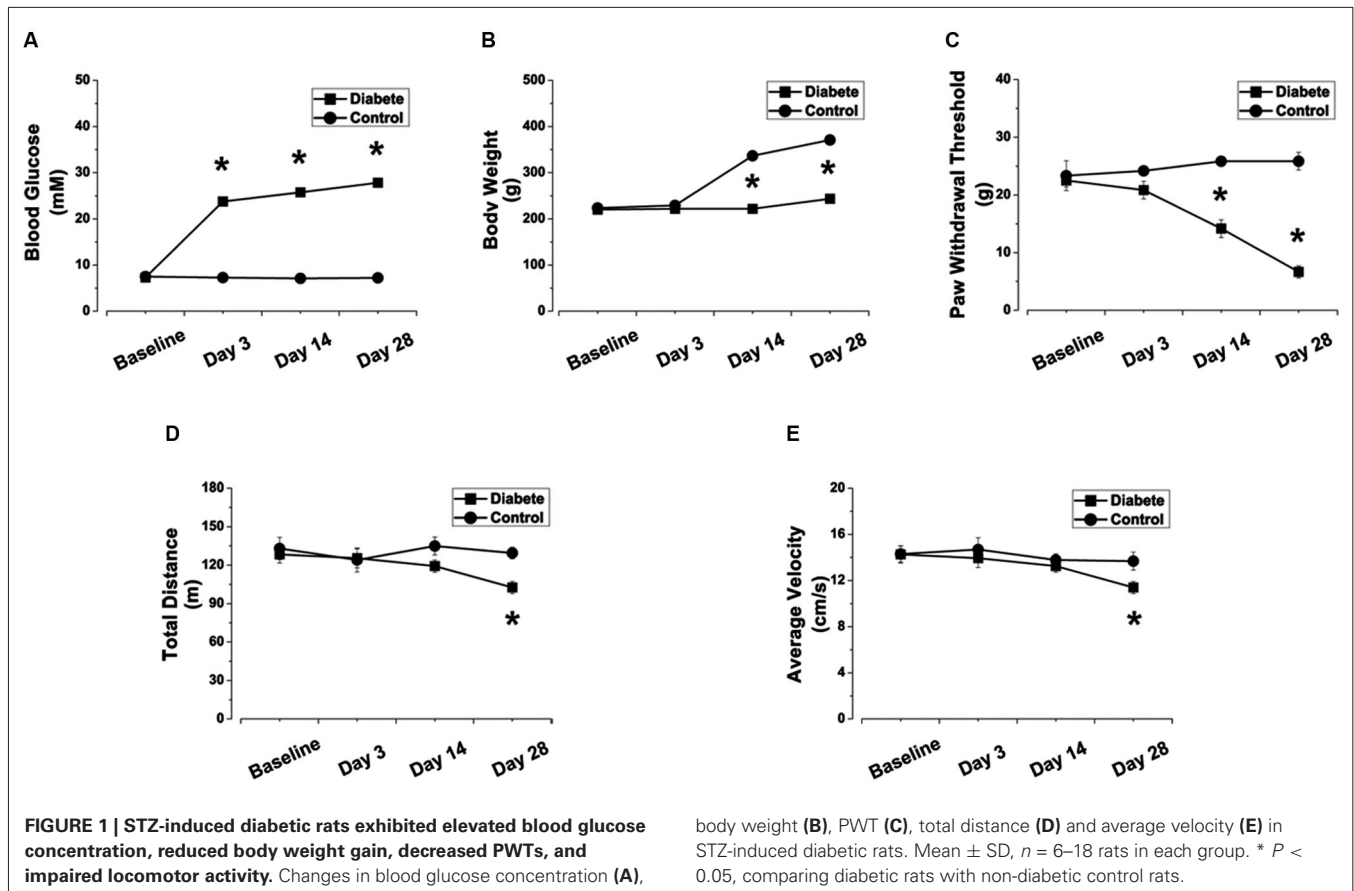 A
50
40
30
20
10
0
Blood Glucose
(mM)
Diabete
Control
*
*
*
Baseline
Day 3
Day 14
Day 28
B
500
400
300
200
100
0
Body Weight
(g)
Diabete
Control
*
*
Baseline
Day 3
Day 14
Day 28
C
40
30
20
10
0
Paw Withdrawal Threshold
(g)
Diabete
Control
*
*
Baseline
Day 3
Day 14
Day 28
D
180
150
120
90
60
30
0
Total Distance
(m)
Diabete
Control
*
Baseline
Day 3
Day 14
Day 28
E
20
16
12
8
4
0
Average Velocity
(cm/s)
Diabete
Control
*
Baseline
Day 3
Day 14
Day 28
FIGURE 1 | STZ-induced diabetic rats exhibited elevated blood glucose
concentration, reduced body weight gain, decreased PWTs, and
impaired locomotor activity. Changes in blood glucose concentration (A),
body weight (B), PWT (C), total distance (D) and average velocity (E) in
STZ-induced diabetic rats. Mean ± SD, n = 6–18 rats in each group. * P <
0.05, comparing diabetic rats with non-diabetic control rats.